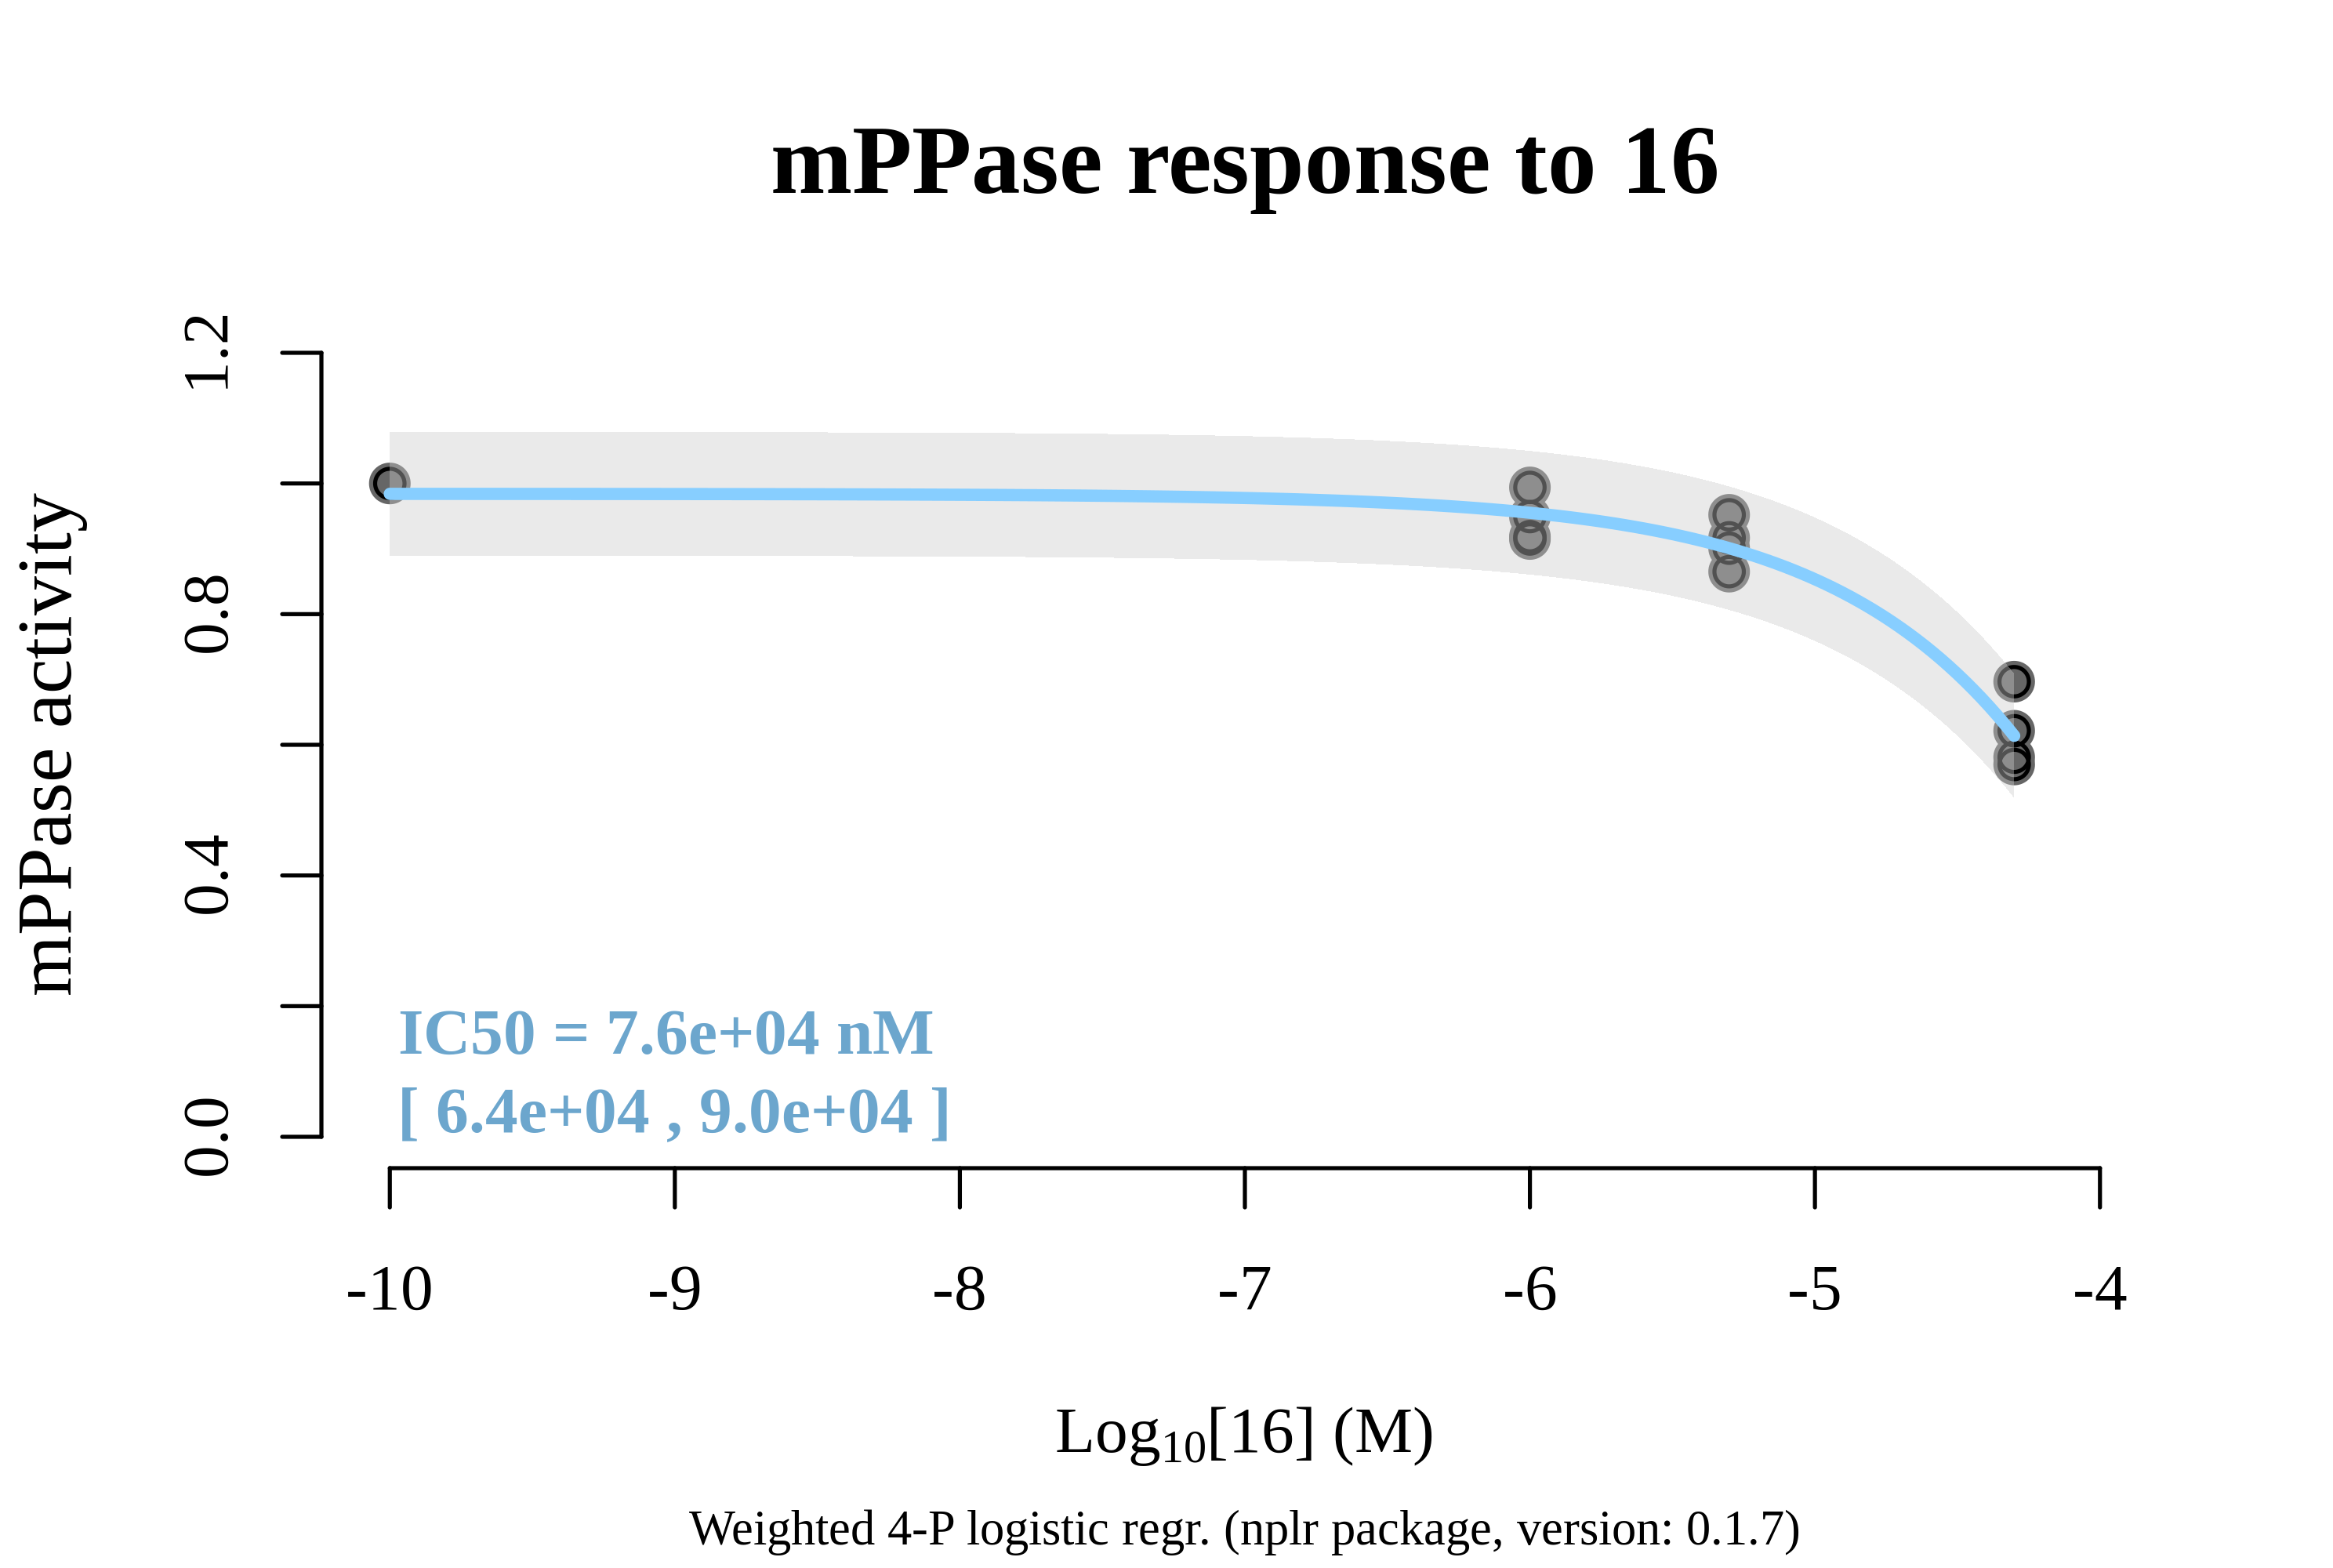 mPPase response to 16
mPPase activity
1.2
0.8
0.4
0.0
IC50 = 7.6e+04 nM
[ 6.4e+04 , 9.0e+04 ]
-10 -9 -8 -7 -6 -5 -4
Log10[16] (M)
Weighted 4-P logistic regr. (nplr package, version: 0.1.7)